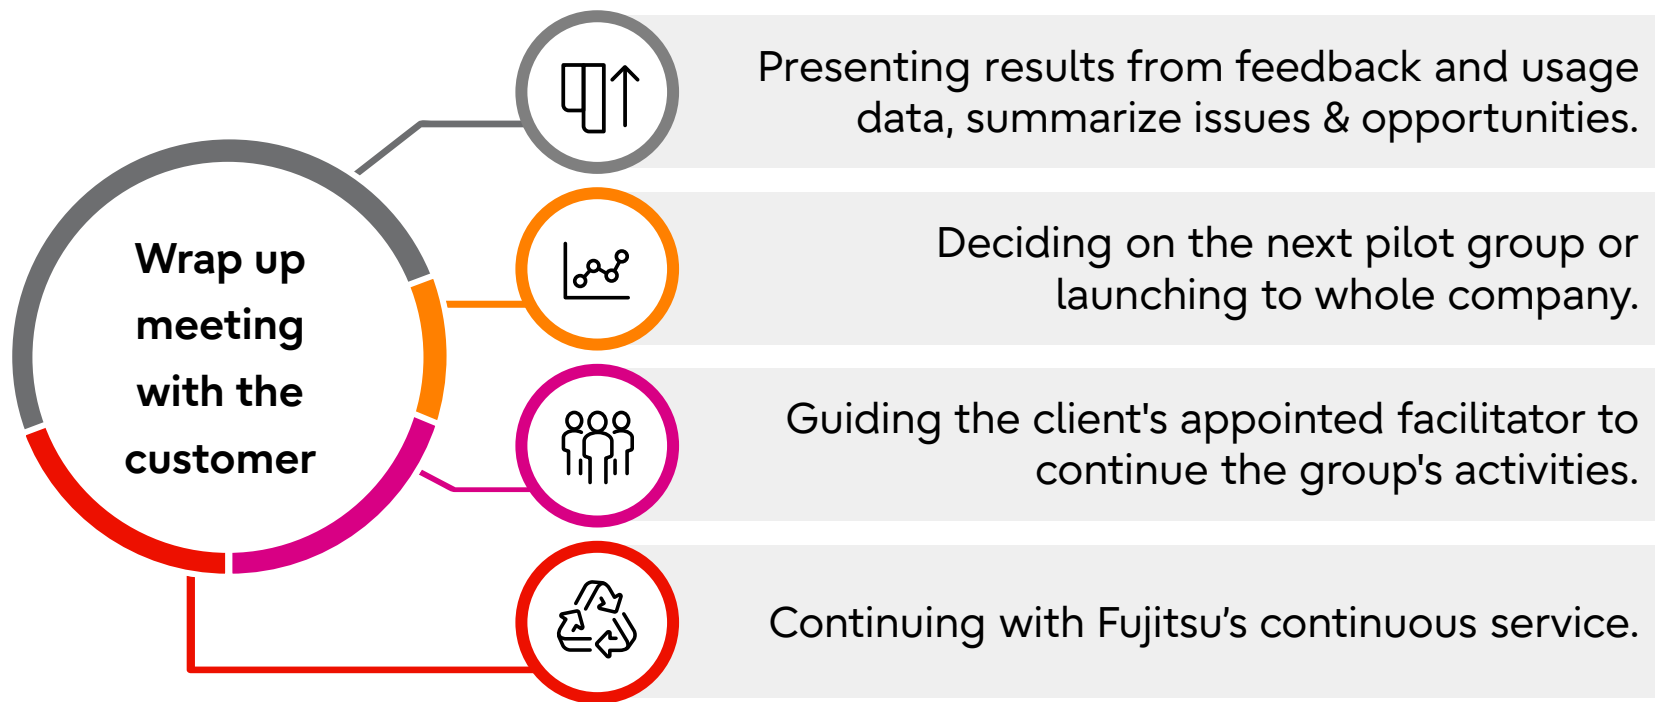 Wrap up
meeting
with the
customer
Presenting results from feedback and usage
data, summarize issues & opportunities.
Deciding on the next pilot group or
launching to whole company.
Guiding the client's appointed facilitator to
continue the group's activities.
Continuing with Fujitsu’s continuous service.